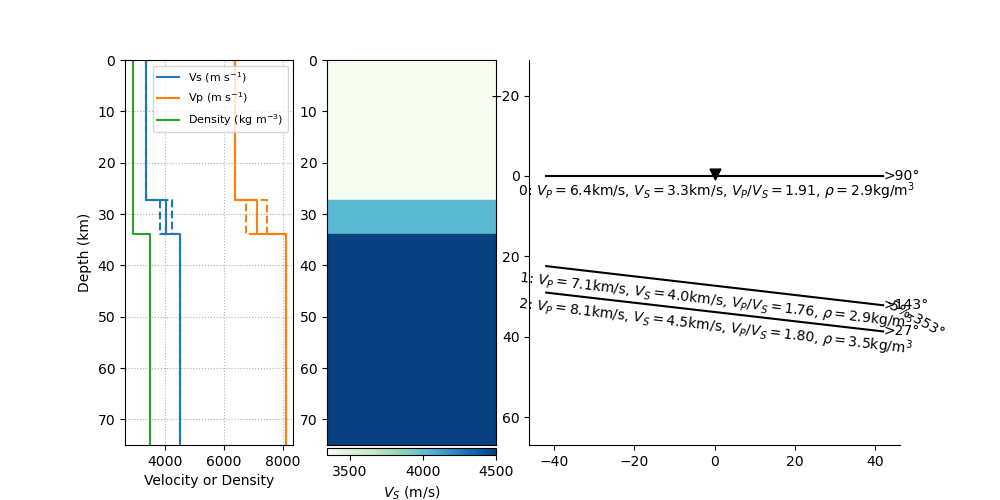 0
10
20
30
40
50
60
70
Depth (km)
4000 6000 8000
Velocity or Density
Vs (m s⁻¹)
Vp (m s⁻¹)
Density (kg m⁻³)
0
10
20
30
40
50
60
70
3500 4000 4500
V_S (m/s)
−20
0
20
40
60
−40 −20 0 20 40
>90°
0: V_P = 6.4km/s, V_S = 3.3km/s, V_P/V_S = 1.91, ρ = 2.9kg/m³
>143°
1: V_P = 7.1km/s, V_S = 4.0km/s, V_P/V_S = 1.76, ρ = 2.9kg/m³
5% 353°
>27°
2: V_P = 8.1km/s, V_S = 4.5km/s, V_P/V_S = 1.80, ρ = 3.5kg/m³